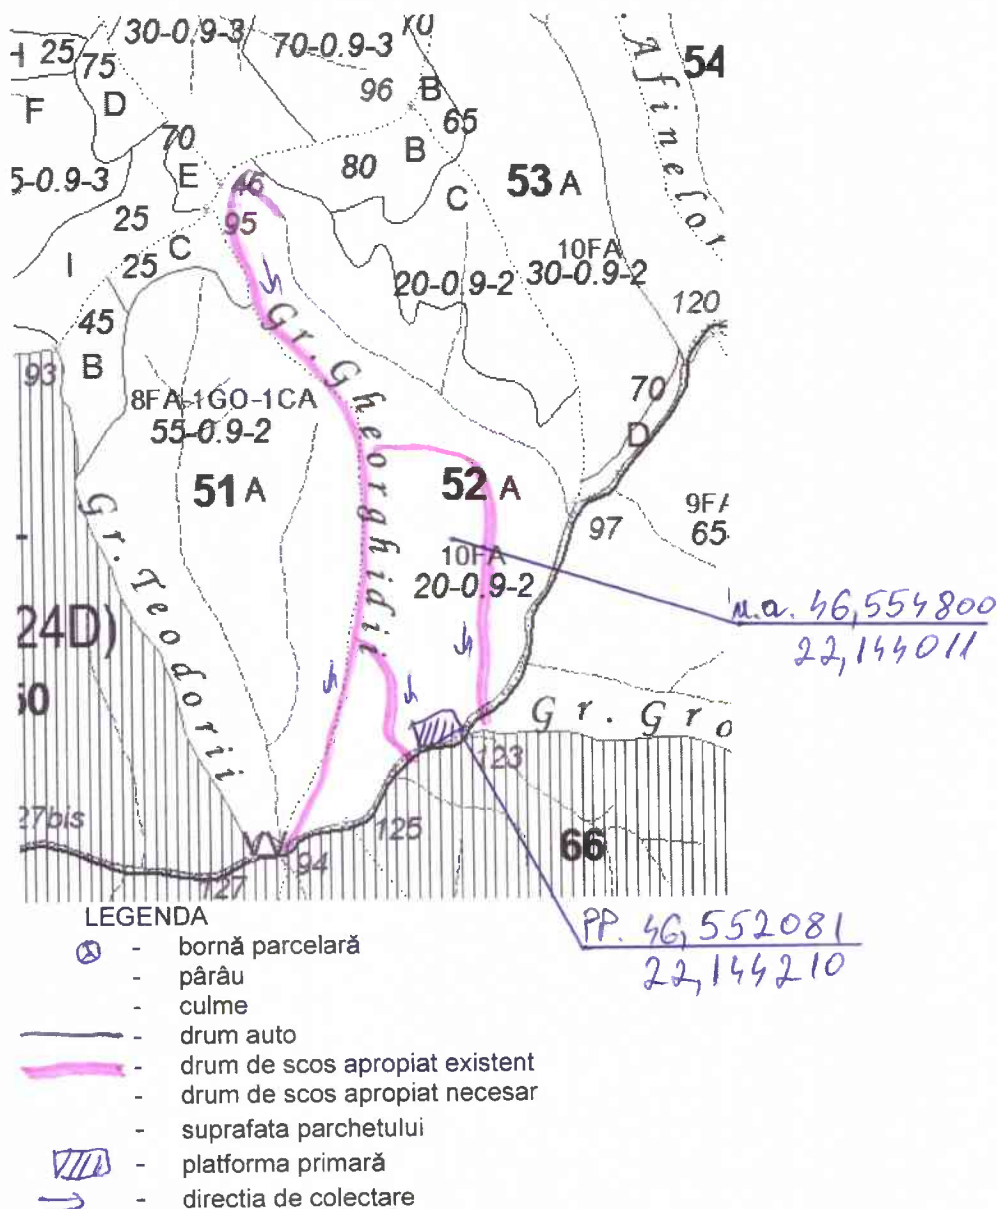 30-0.9-3
70-0.9-3
70
H 25
75
54
F
D
96
B
65
70
B
80
E
46
53 A
5-0.9-3
C
25
95
C
10FA
I
25
20-0.9-2
30-0.9-2
Afinelor
120
45
93
B
Gr. Gheorghidii
70
8FA-1GO-1CA
55-0.9-2
D
51 A
52 A
9FA
65-
97
10FA
20-0.9-2
Gr. Teodorii
u.a. 46,554800
22,144011
24D)
60
Gr. Gro
123
27bis
125
66
94
127
PP. 46,552081
22,144210
LEGENDA
- bornă parcelară
- pârâu
- culme
- drum auto
- drum de scos apropiat existent
- drum de scos apropiat necesar
- suprafata parchetului
- platforma primară
- directia de colectare